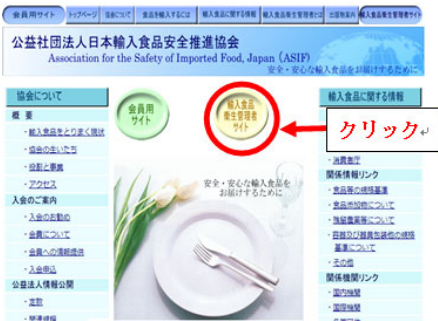 会員用サイト
トップページ
協会について
食品を輸入するには
輸入食品に関する情報
輸入食品衛生管理者とは
出版物案内
輸入食品衛生管理者サイト
公益社団法人日本輸入食品安全推進協会
Association for the Safety of Imported Food, Japan (ASIF)
安全・安心な輸入食品をお届けするために
協会について
概 要
・輸入食品をとりまく現状
・協会の生いたち
・役割と事業
・アクセス
入会のご案内
・入会のお勧め
・会員について
・会員への情報提供
・入会申込
公益法人情報公開
・定款
・関連規程
会員用
サイト
輸入食品
衛生管理者
サイト
安全・安心な輸入食品を
お届けするために
輸入食品に関する情報
クリック↵
・消費者庁
関係情報リンク
・食品等の規格基準
・食品添加物について
・残留農薬等について
・容器及び器具包装他の規格
基準について
・その他
関係機関リンク
・国内機関
・国際機関